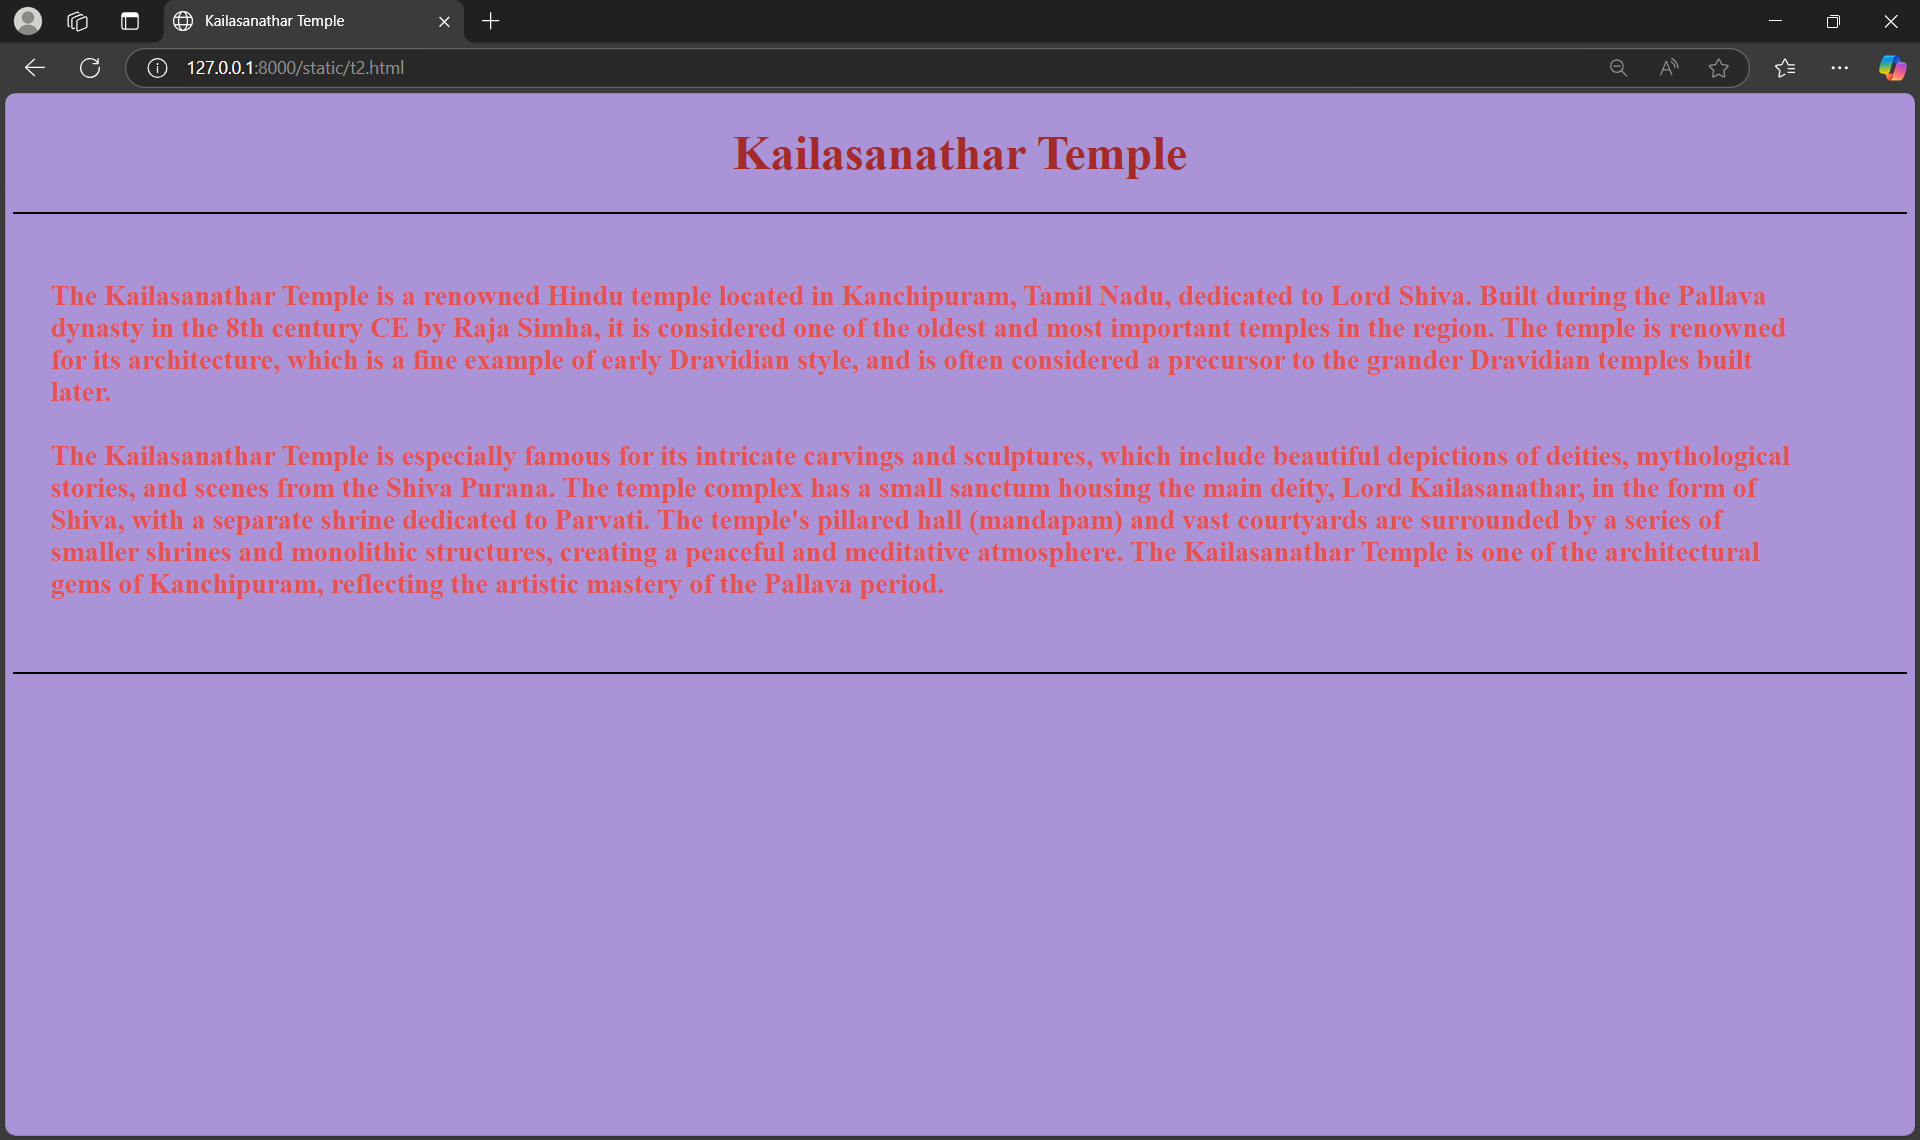 Kailasanathar Temple
127.0.0.1:8000/static/t2.html
Kailasanathar Temple
The Kailasanathar Temple is a renowned Hindu temple located in Kanchipuram, Tamil Nadu, dedicated to Lord Shiva. Built during the Pallava
dynasty in the 8th century CE by Raja Simha, it is considered one of the oldest and most important temples in the region. The temple is renowned
for its architecture, which is a fine example of early Dravidian style, and is often considered a precursor to the grander Dravidian temples built
later.
The Kailasanathar Temple is especially famous for its intricate carvings and sculptures, which include beautiful depictions of deities, mythological
stories, and scenes from the Shiva Purana. The temple complex has a small sanctum housing the main deity, Lord Kailasanathar, in the form of
Shiva, with a separate shrine dedicated to Parvati. The temple's pillared hall (mandapam) and vast courtyards are surrounded by a series of
smaller shrines and monolithic structures, creating a peaceful and meditative atmosphere. The Kailasanathar Temple is one of the architectural
gems of Kanchipuram, reflecting the artistic mastery of the Pallava period.